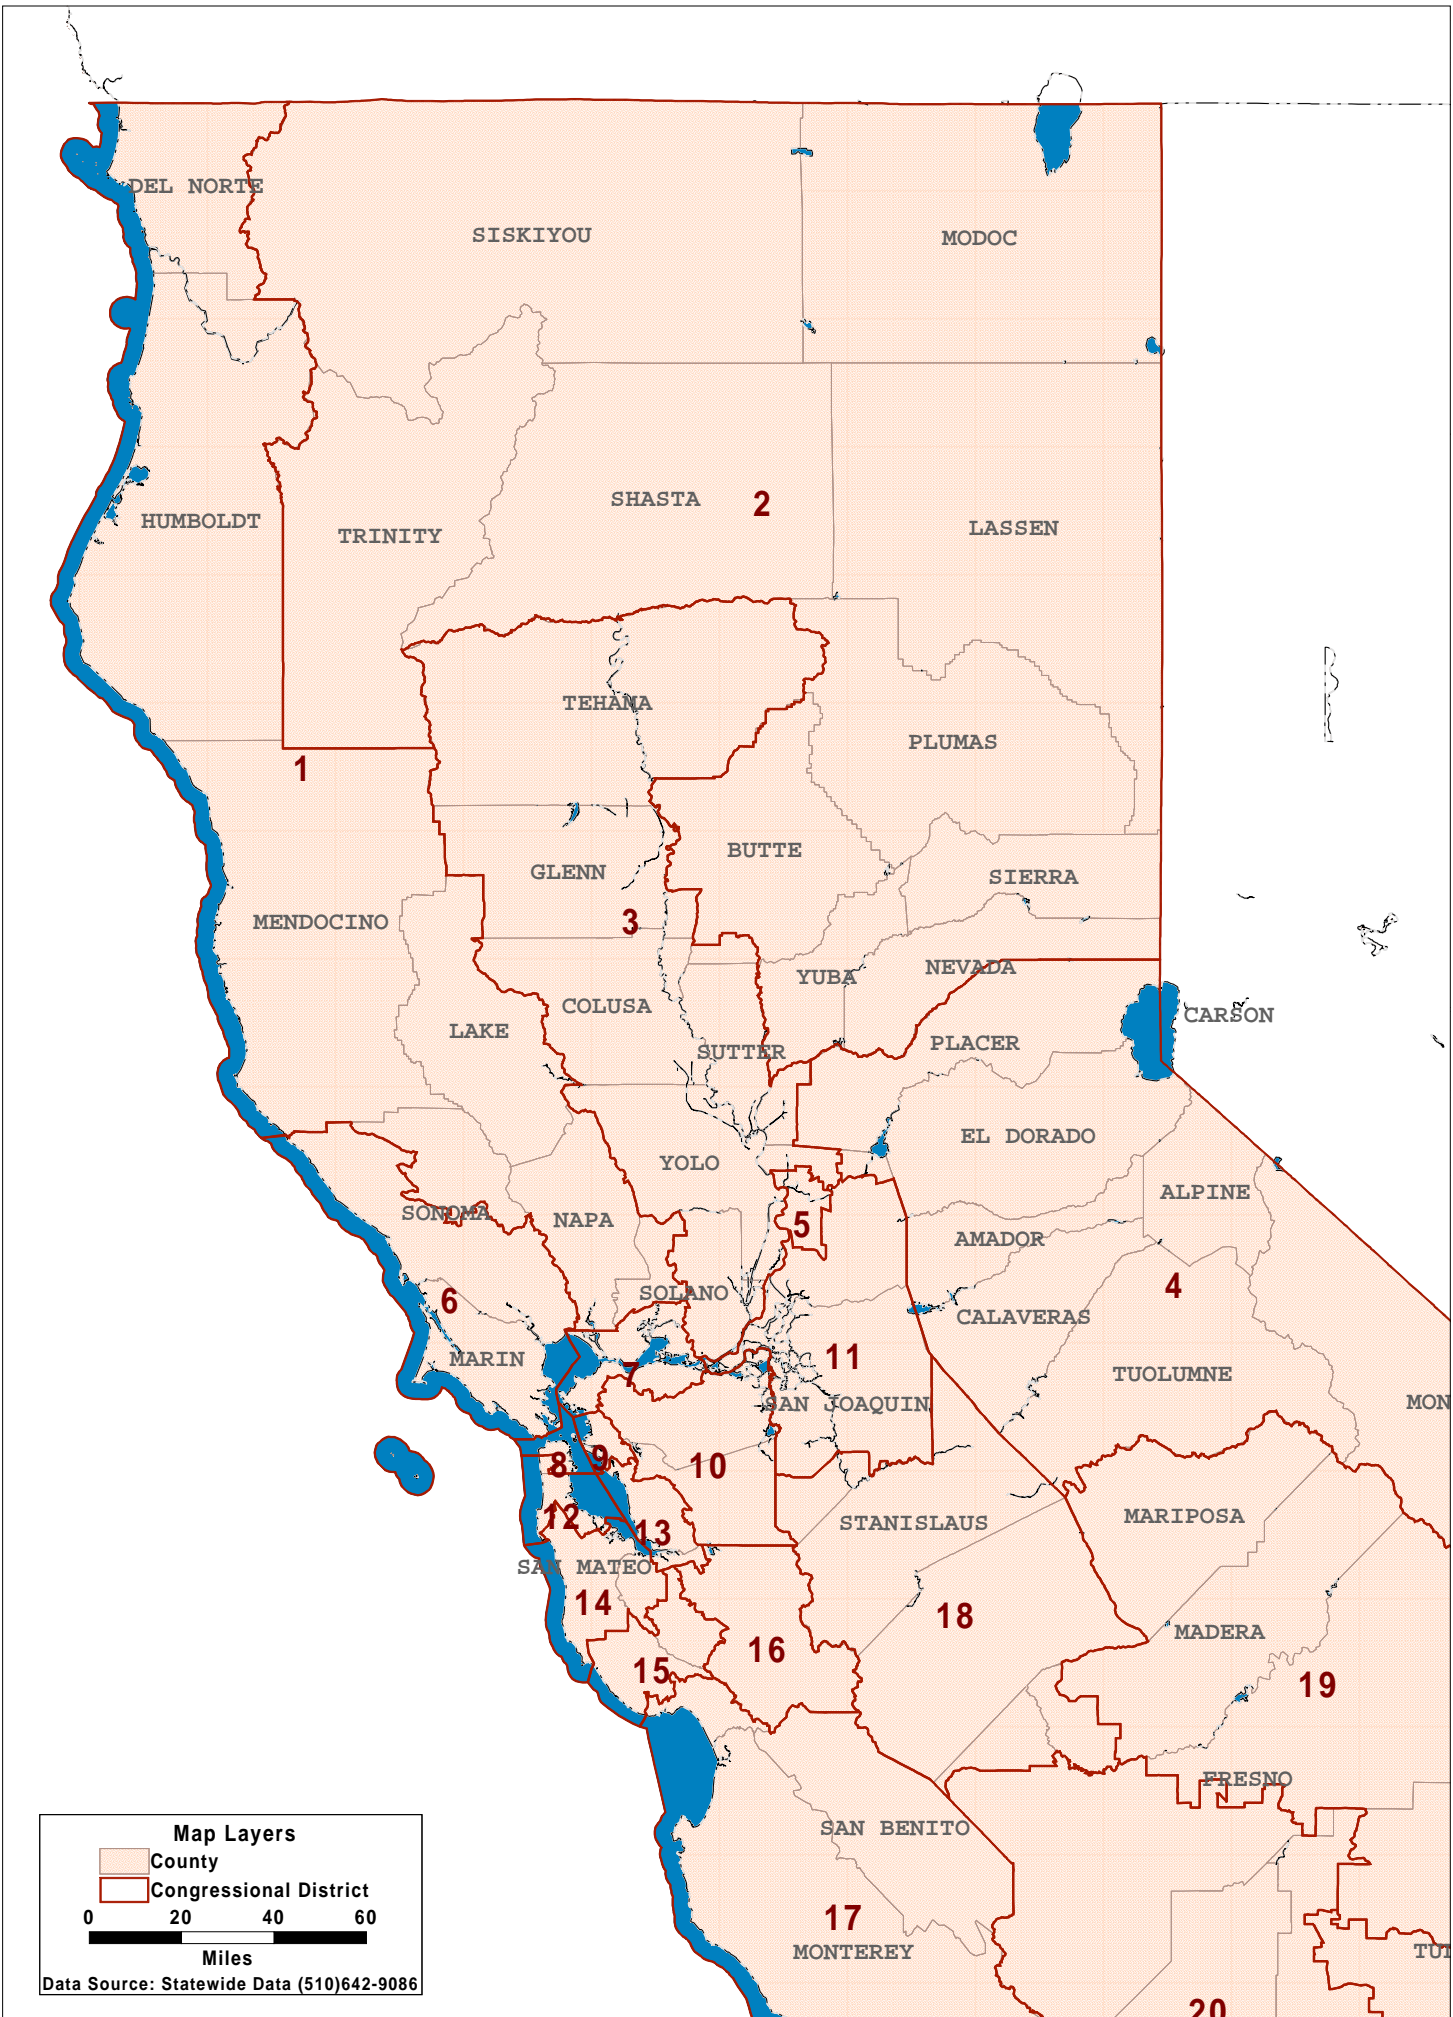 DEL NORTE
SISKIYOU
MODOC
SHASTA
2
HUMBOLDT
TRINITY
LASSEN
TEHAMA
PLUMAS
1
BUTTE
GLENN
SIERRA
MENDOCINO
3
NEVADA
YUBA
COLUSA
CARSON
LAKE
PLACER
SUTTER
EL DORADO
YOLO
ALPINE
SONOMA
NAPA
5
AMADOR
4
SOLANO
6
CALAVERAS
MARIN
11
7
TUOLUMNE
SAN JOAQUIN
MON
8
9
10
12
13
MARIPOSA
STANISLAUS
SAN MATEO
14
18
MADERA
16
15
19
FRESNO
SAN BENITO
17
MONTEREY
TUL
20
Map Layers
County
Congressional District
0 20 40 60
Miles
Data Source: Statewide Data (510)642-9086